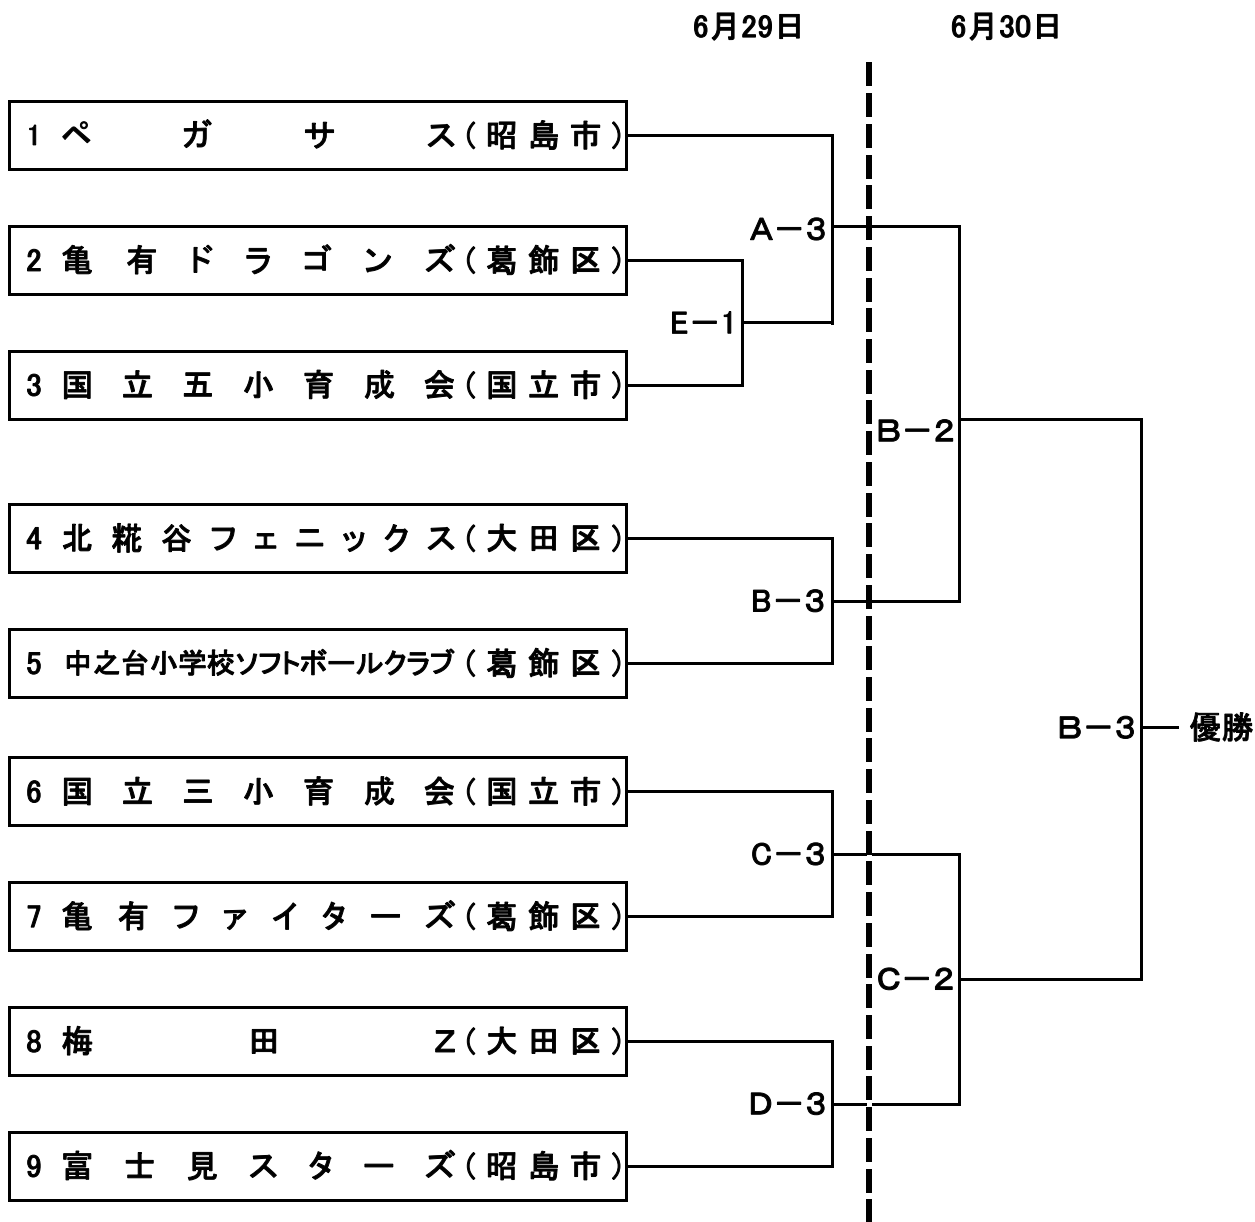 6月29日 6月30日
1 ペガサス(昭島市)
A-3
2 亀有ドラゴンズ(葛飾区)
E-1
3 国立五小育成会(国立市)
B-2
4 北糀谷フェニックス(大田区)
B-3
5 中之台小学校ソフトボールクラブ(葛飾区)
B-3 優勝
6 国立三小育成会(国立市)
C-3
7 亀有ファイターズ(葛飾区)
C-2
8 梅田Z(大田区)
D-3
9 富士見スターズ(昭島市)